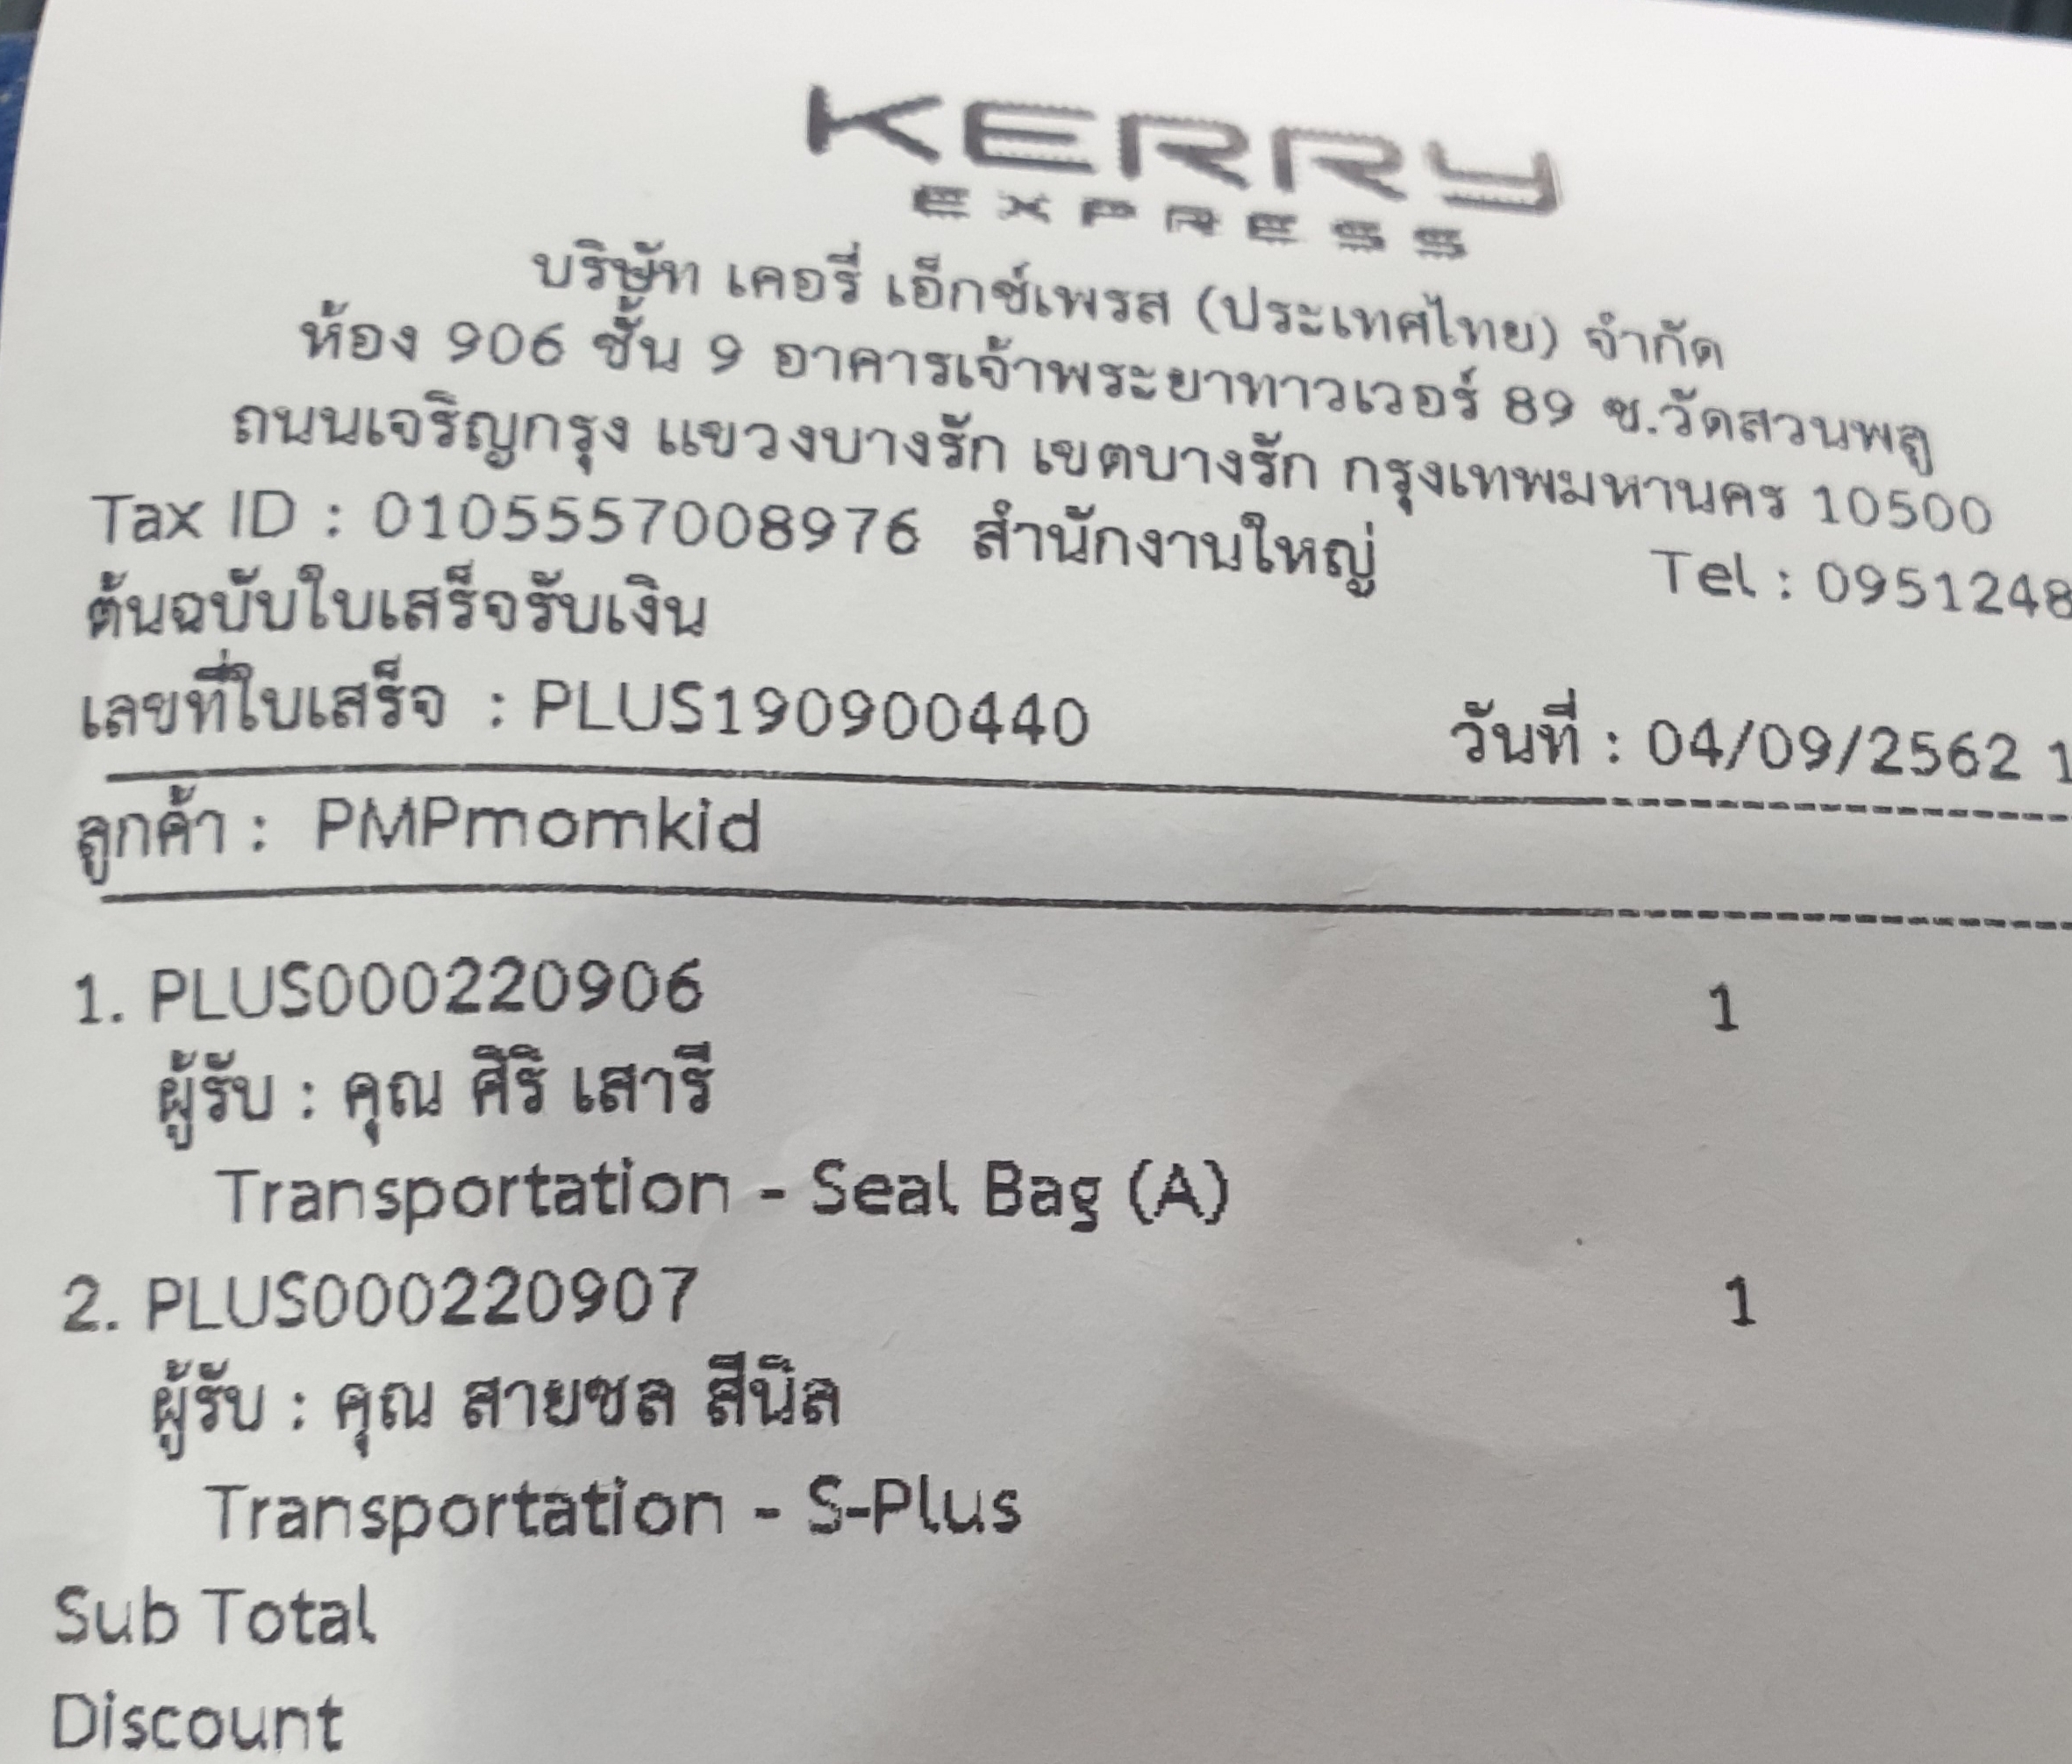 KERRY
EXPRESS
บริษัท เคอรี่ เอ็กซ์เพรส (ประเทศไทย) จำกัด
ห้อง 906 ชั้น 9 อาคารเจ้าพระยาทาวเวอร์ 89 ซ.วัดสวนพลู
ถนนเจริญกรุง แขวงบางรัก เขตบางรัก กรุงเทพมหานคร 10500
Tax ID : 0105557008976 สำนักงานใหญ่ Tel : 0951248
ต้นฉบับใบเสร็จรับเงิน
เลขที่ใบเสร็จ : PLUS190900440 วันที่ : 04/09/2562 1
ลูกค้า : PMPmomkid
1. PLUS000220906 1
ผู้รับ : คุณ ศิริ เสารี
Transportation - Seal Bag (A)
2. PLUS000220907 1
ผู้รับ : คุณ สายชล สีนิล
Transportation - S-Plus
Sub Total
Discount